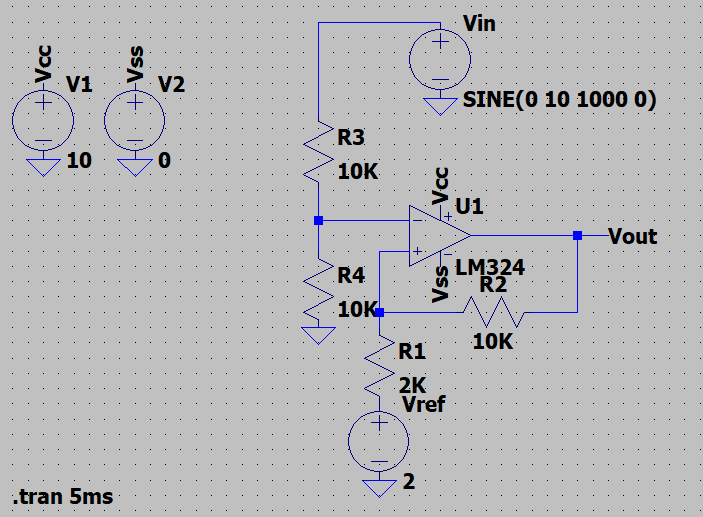 Vin
Vcc
V1
10
Vss
V2
0
SINE(0 10 1000 0)
R3
10K
Vcc
U1
− +
+ −
Vss
LM324
Vout
R4
10K
R2
10K
R1
2K
Vref
2
.tran 5ms